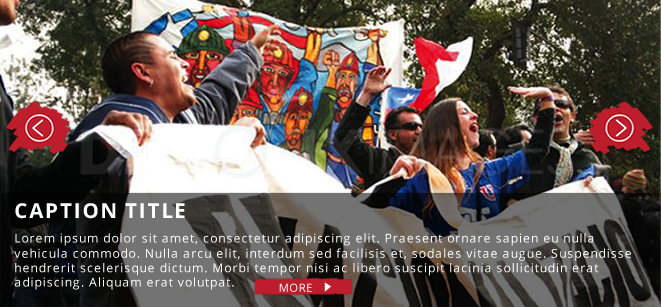 CAPTION TITLE
Lorem ipsum dolor sit amet, consectetur adipiscing elit. Praesent ornare sapien eu nulla
vehicula commodo. Nulla arcu elit, interdum sed facilisis et, sodales vitae augue. Suspendisse
hendrerit scelerisque dictum. Morbi tempor nisi ac libero suscipit lacinia sollicitudin erat
adipiscing. Aliquam erat volutpat.
MORE